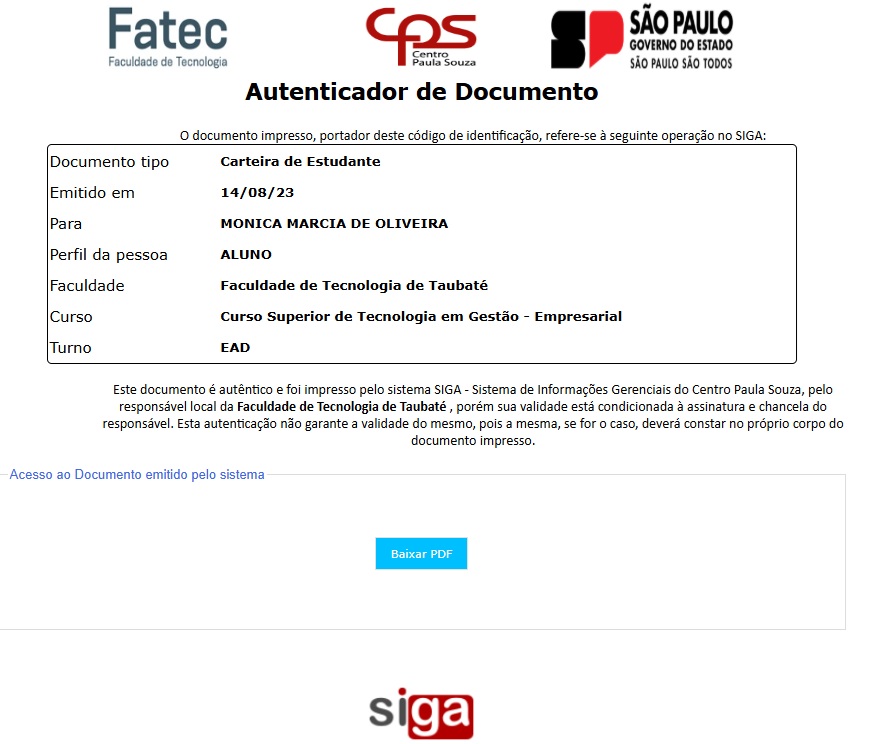 Fatec
Faculdade de Tecnologia
CPS
Centro
Paula Souza
SP
SÃO PAULO
GOVERNO DO ESTADO
SÃO PAULO SÃO TODOS
Autenticador de Documento
O documento impresso, portador deste código de identificação, refere-se à seguinte operação no SIGA:
Documento tipo Carteira de Estudante
Emitido em 14/08/23
Para MONICA MARCIA DE OLIVEIRA
Perfil da pessoa ALUNO
Faculdade Faculdade de Tecnologia de Taubaté
Curso Curso Superior de Tecnologia em Gestão - Empresarial
Turno EAD
Este documento é autêntico e foi impresso pelo sistema SIGA - Sistema de Informações Gerenciais do Centro Paula Souza, pelo
responsável local da Faculdade de Tecnologia de Taubaté , porém sua validade está condicionada à assinatura e chancela do
responsável. Esta autenticação não garante a validade do mesmo, pois a mesma, se for o caso, deverá constar no próprio corpo do
documento impresso.
Acesso ao Documento emitido pelo sistema
Baixar PDF
siga